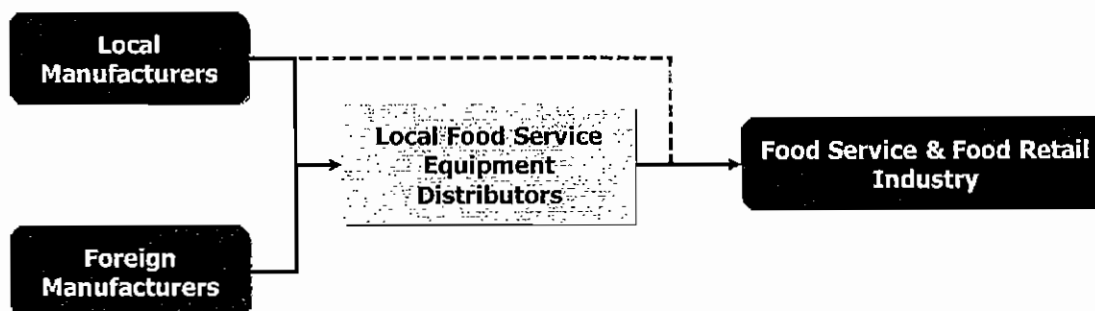 Local
Manufacturers
Local Food Service
Equipment
Distributors
Food Service & Food Retail
Industry
Foreign
Manufacturers